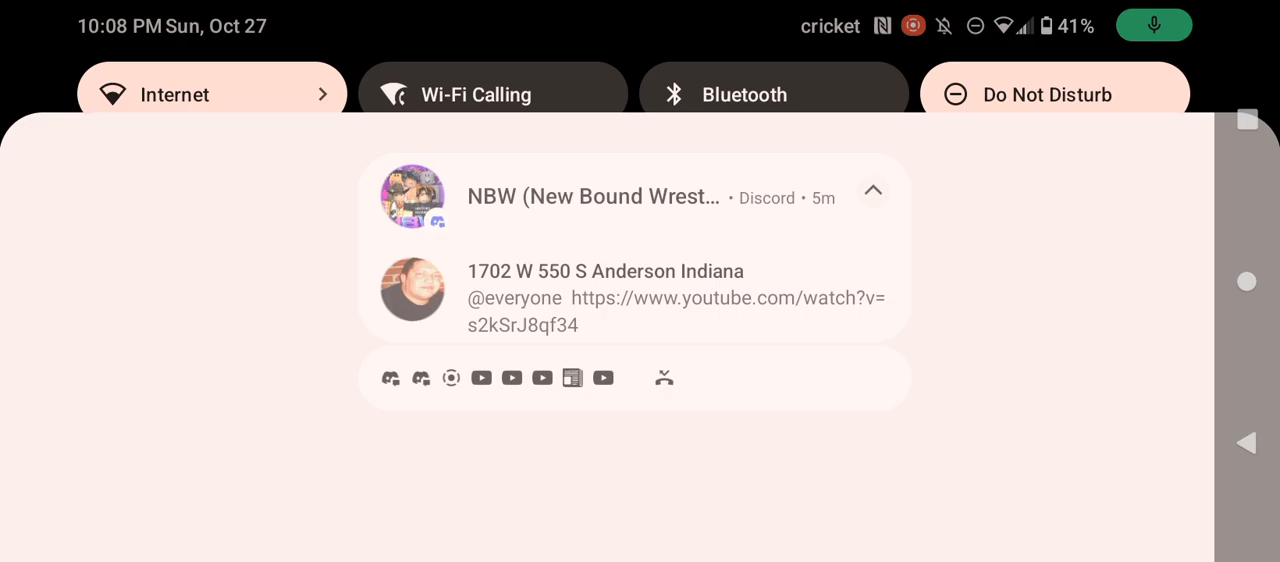 10:08 PM Sun, Oct 27
cricket
41%
Internet
Wi-Fi Calling
Bluetooth
Do Not Disturb
NBW (New Bound Wrest… • Discord • 5m
1702 W 550 S Anderson Indiana
@everyone https://www.youtube.com/watch?v=
s2kSrJ8qf34